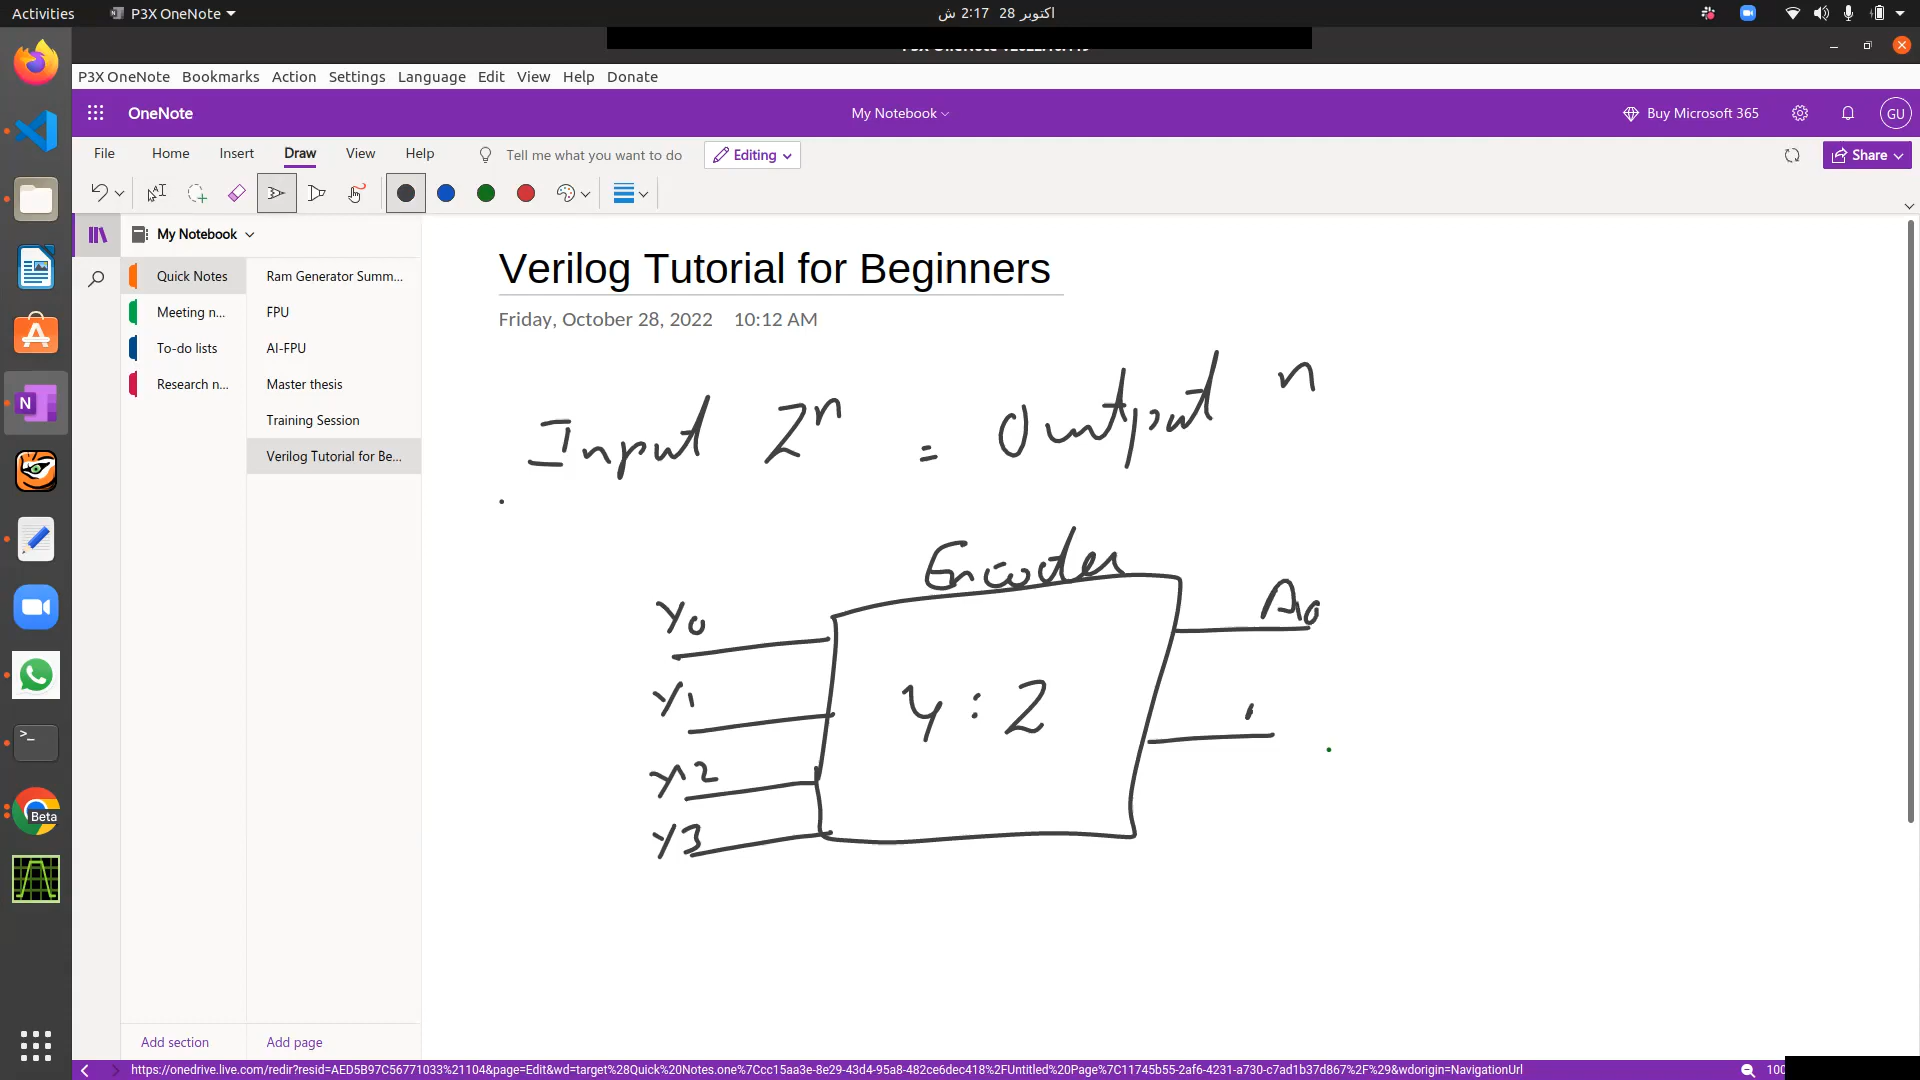 Activities P3X OneNote اکتوبر 28 2:17 ش
P3X OneNote Bookmarks Action Settings Language Edit View Help Donate
OneNote My Notebook Buy Microsoft 365 GU
File Home Insert Draw View Help Tell me what you want to do Editing Share
My Notebook
Quick Notes
Meeting n...
To-do lists
Research n...
Ram Generator Summ...
FPU
AI-FPU
Master thesis
Training Session
Verilog Tutorial for Be...
Verilog Tutorial for Beginners
Friday, October 28, 2022 10:12 AM
Input 2ⁿ = Output n
Encoder
Y0
Y1
Y2
Y3
4 : 2
A0
Beta
Add section Add page
https://onedrive.live.com/redir?resid=AED5B97C56771033%21104&page=Edit&wd=target%28Quick%20Notes.one%7Ccc15aa3e-8e29-43d4-95a8-482ce6dec418%2FUntitled%20Page%7C11745b55-2af6-4231-a730-c7ad1b37d867%2F%29&wdorigin=NavigationUrl